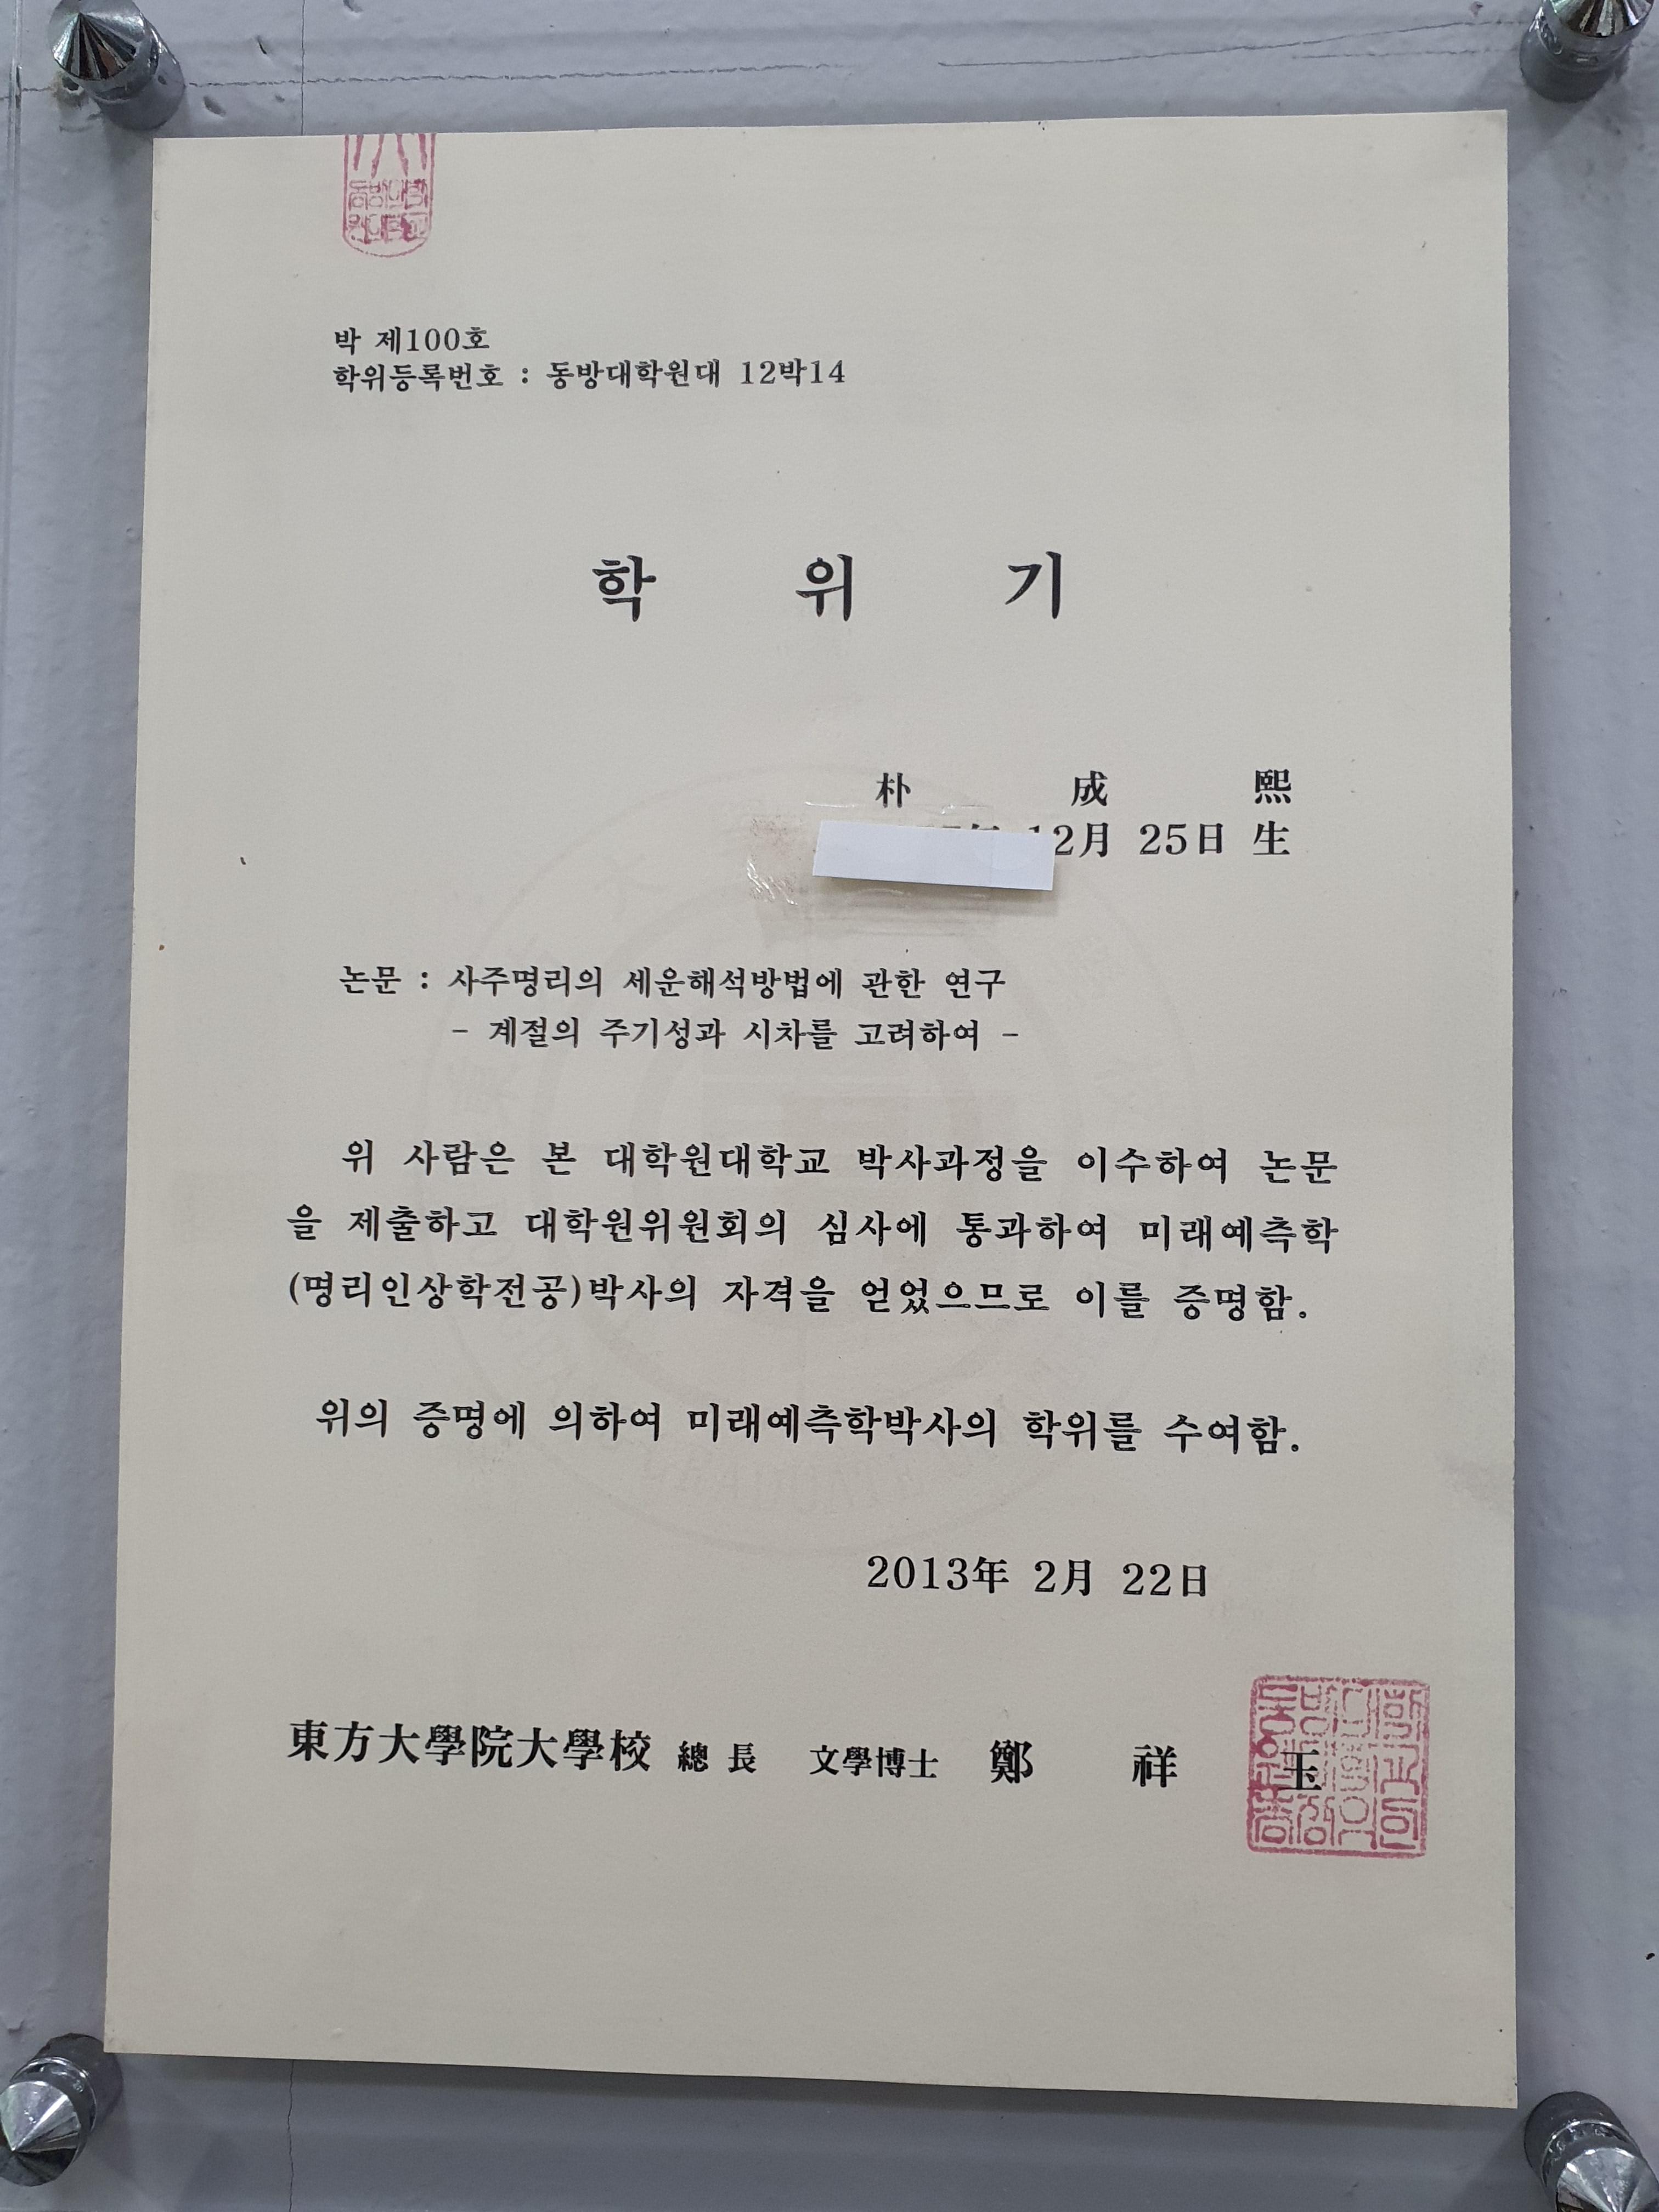 박 제100호
학위등록번호 : 동방대학원대 12박14
학 위 기
朴 成 熙
12月 25日 生
논문 : 사주명리의 세운해석방법에 관한 연구
- 계절의 주기성과 시차를 고려하여 -
위 사람은 본 대학원대학교 박사과정을 이수하여 논문
을 제출하고 대학원위원회의 심사에 통과하여 미래예측학
(명리인상학전공)박사의 자격을 얻었으므로 이를 증명함.
위의 증명에 의하여 미래예측학박사의 학위를 수여함.
2013年 2月 22日
東方大學院大學校 總長 文學博士 鄭 祥 玉